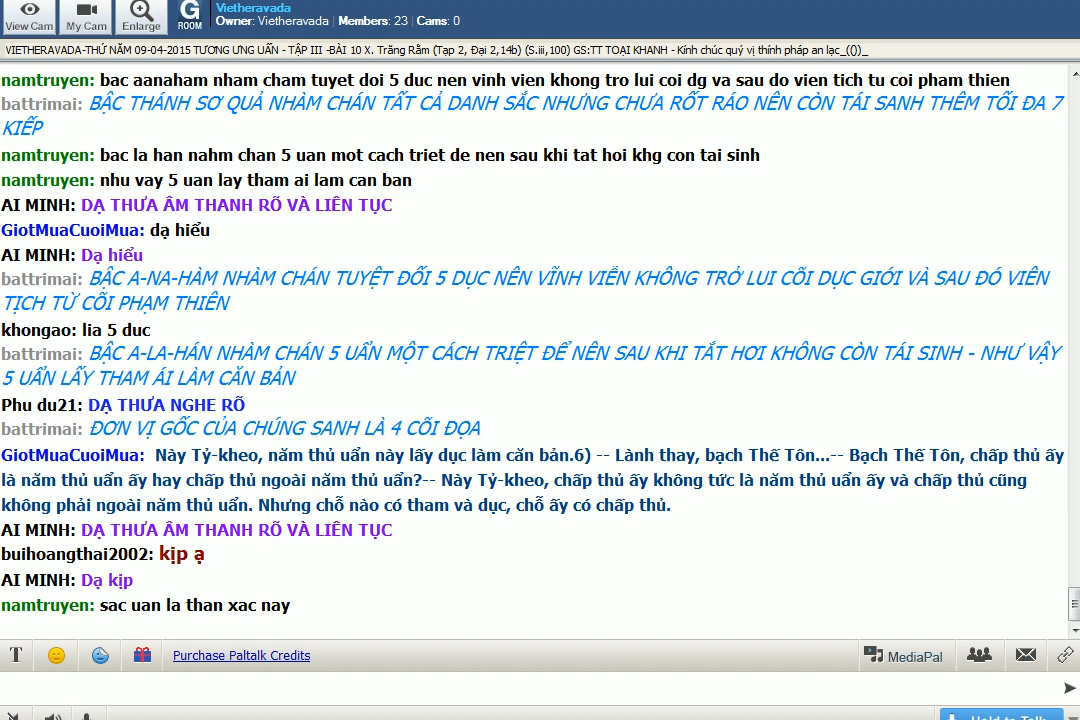 View Cam
My Cam
Enlarge
G
ROOM
Vietheravada
Owner: Vietheravada | Members: 23 | Cams: 0
VIETHERAVADA-THỨ NĂM 09-04-2015 TƯƠNG ƯNG UẨN - TẬP III -BÀI 10 X. Trăng Rằm (Tạp 2, Đại 2,14b) (S.iii,100) GS:TT TOẠI KHANH - Kính chúc quý vị thính pháp an lạc_(())_
namtruyen: bac aanaham nham cham tuyet doi 5 duc nen vinh vien khong tro lui coi dg va sau do vien tich tu coi pham thien
battrimai: BẬC THÁNH SƠ QUẢ NHÀM CHÁN TẤT CẢ DANH SẮC NHƯNG CHƯA RỐT RÁO NÊN CÒN TÁI SANH THÊM TỐI ĐA 7
KIẾP
namtruyen: bac la han nahm chan 5 uan mot cach triet de nen sau khi tat hoi khg con tai sinh
namtruyen: nhu vay 5 uan lay tham ai lam can ban
AI MINH: DẠ THƯA ÂM THANH RÕ VÀ LIÊN TỤC
GiotMuaCuoiMua: dạ hiểu
AI MINH: Dạ hiểu
battrimai: BẬC A-NA-HÀM NHÀM CHÁN TUYỆT ĐỐI 5 DỤC NÊN VĨNH VIỄN KHÔNG TRỞ LUI CÕI DỤC GIỚI VÀ SAU ĐÓ VIÊN
TỊCH TỪ CÕI PHẠM THIÊN
khongao: lia 5 duc
battrimai: BẬC A-LA-HÁN NHÀM CHÁN 5 UẨN MỘT CÁCH TRIỆT ĐỂ NÊN SAU KHI TẮT HƠI KHÔNG CÒN TÁI SINH - NHƯ VẬY
5 UẨN LẤY THAM ÁI LÀM CĂN BẢN
Phu du21: DẠ THƯA NGHE RÕ
battrimai: ĐƠN VỊ GỐC CỦA CHÚNG SANH LÀ 4 CÕI ĐỌA
GiotMuaCuoiMua: Này Tỷ-kheo, năm thủ uẩn này lấy dục làm căn bản.6) -- Lành thay, bạch Thế Tôn...-- Bạch Thế Tôn, chấp thủ ấy
là năm thủ uẩn ấy hay chấp thủ ngoài năm thủ uẩn?-- Này Tỷ-kheo, chấp thủ ấy không tức là năm thủ uẩn ấy và chấp thủ cũng
không phải ngoài năm thủ uẩn. Nhưng chỗ nào có tham và dục, chỗ ấy có chấp thủ.
AI MINH: DẠ THƯA ÂM THANH RÕ VÀ LIÊN TỤC
buihoangthai2002: kịp ạ
AI MINH: Dạ kịp
namtruyen: sac uan la than xac nay
T
Purchase Paltalk Credits
MediaPal
Hold to Talk